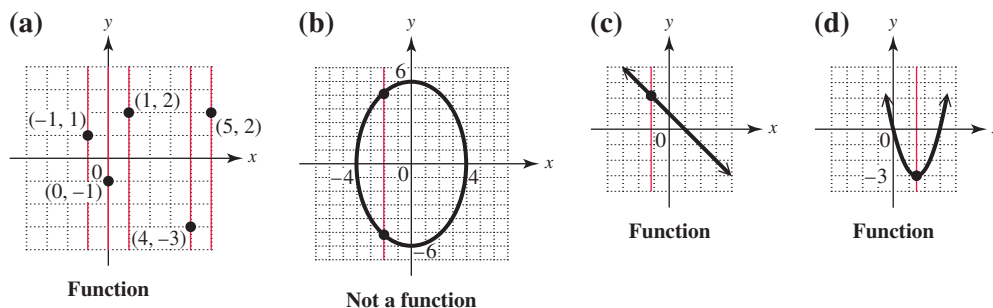 (a)
y
(1, 2)
(–1, 1)
(5, 2)
x
0
(0, –1)
(4, –3)
Function
(b)
y
6
x
–4
0
4
–6
Not a function
(c)
y
x
0
Function
(d)
y
0
–3
Function